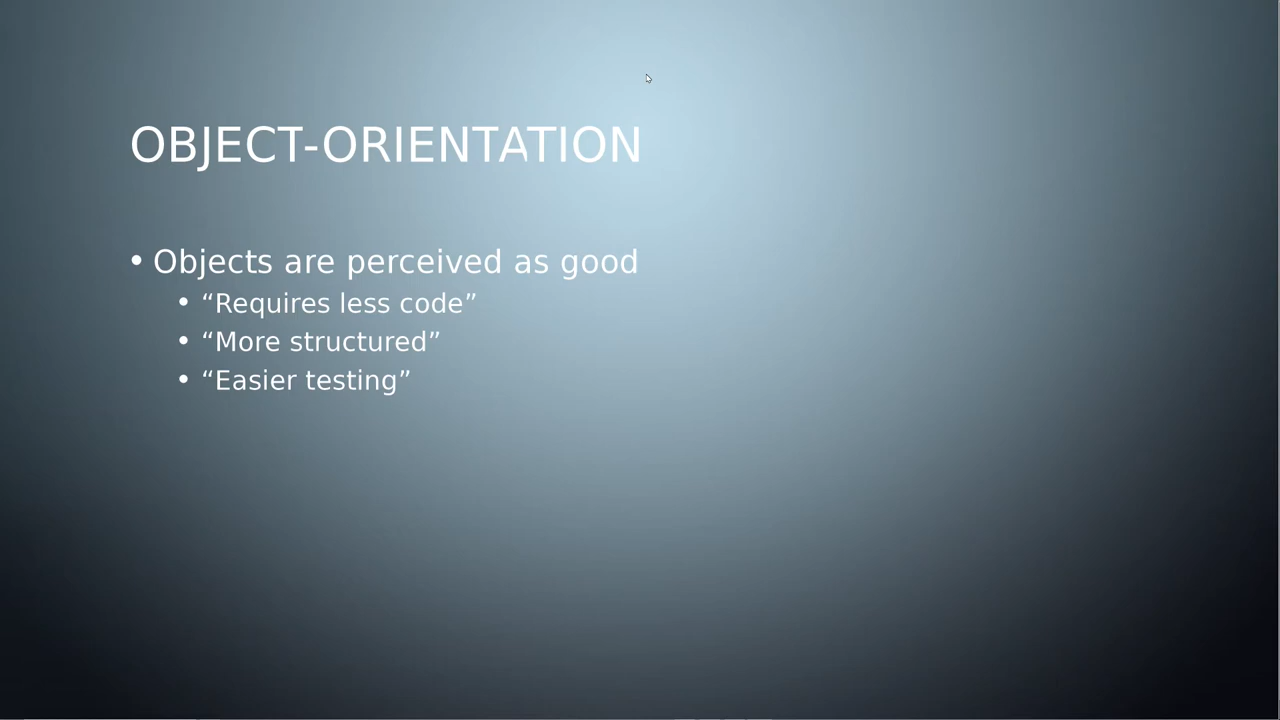 OBJECT-ORIENTATION
• Objects are perceived as good
• “Requires less code”
• “More structured”
• “Easier testing”